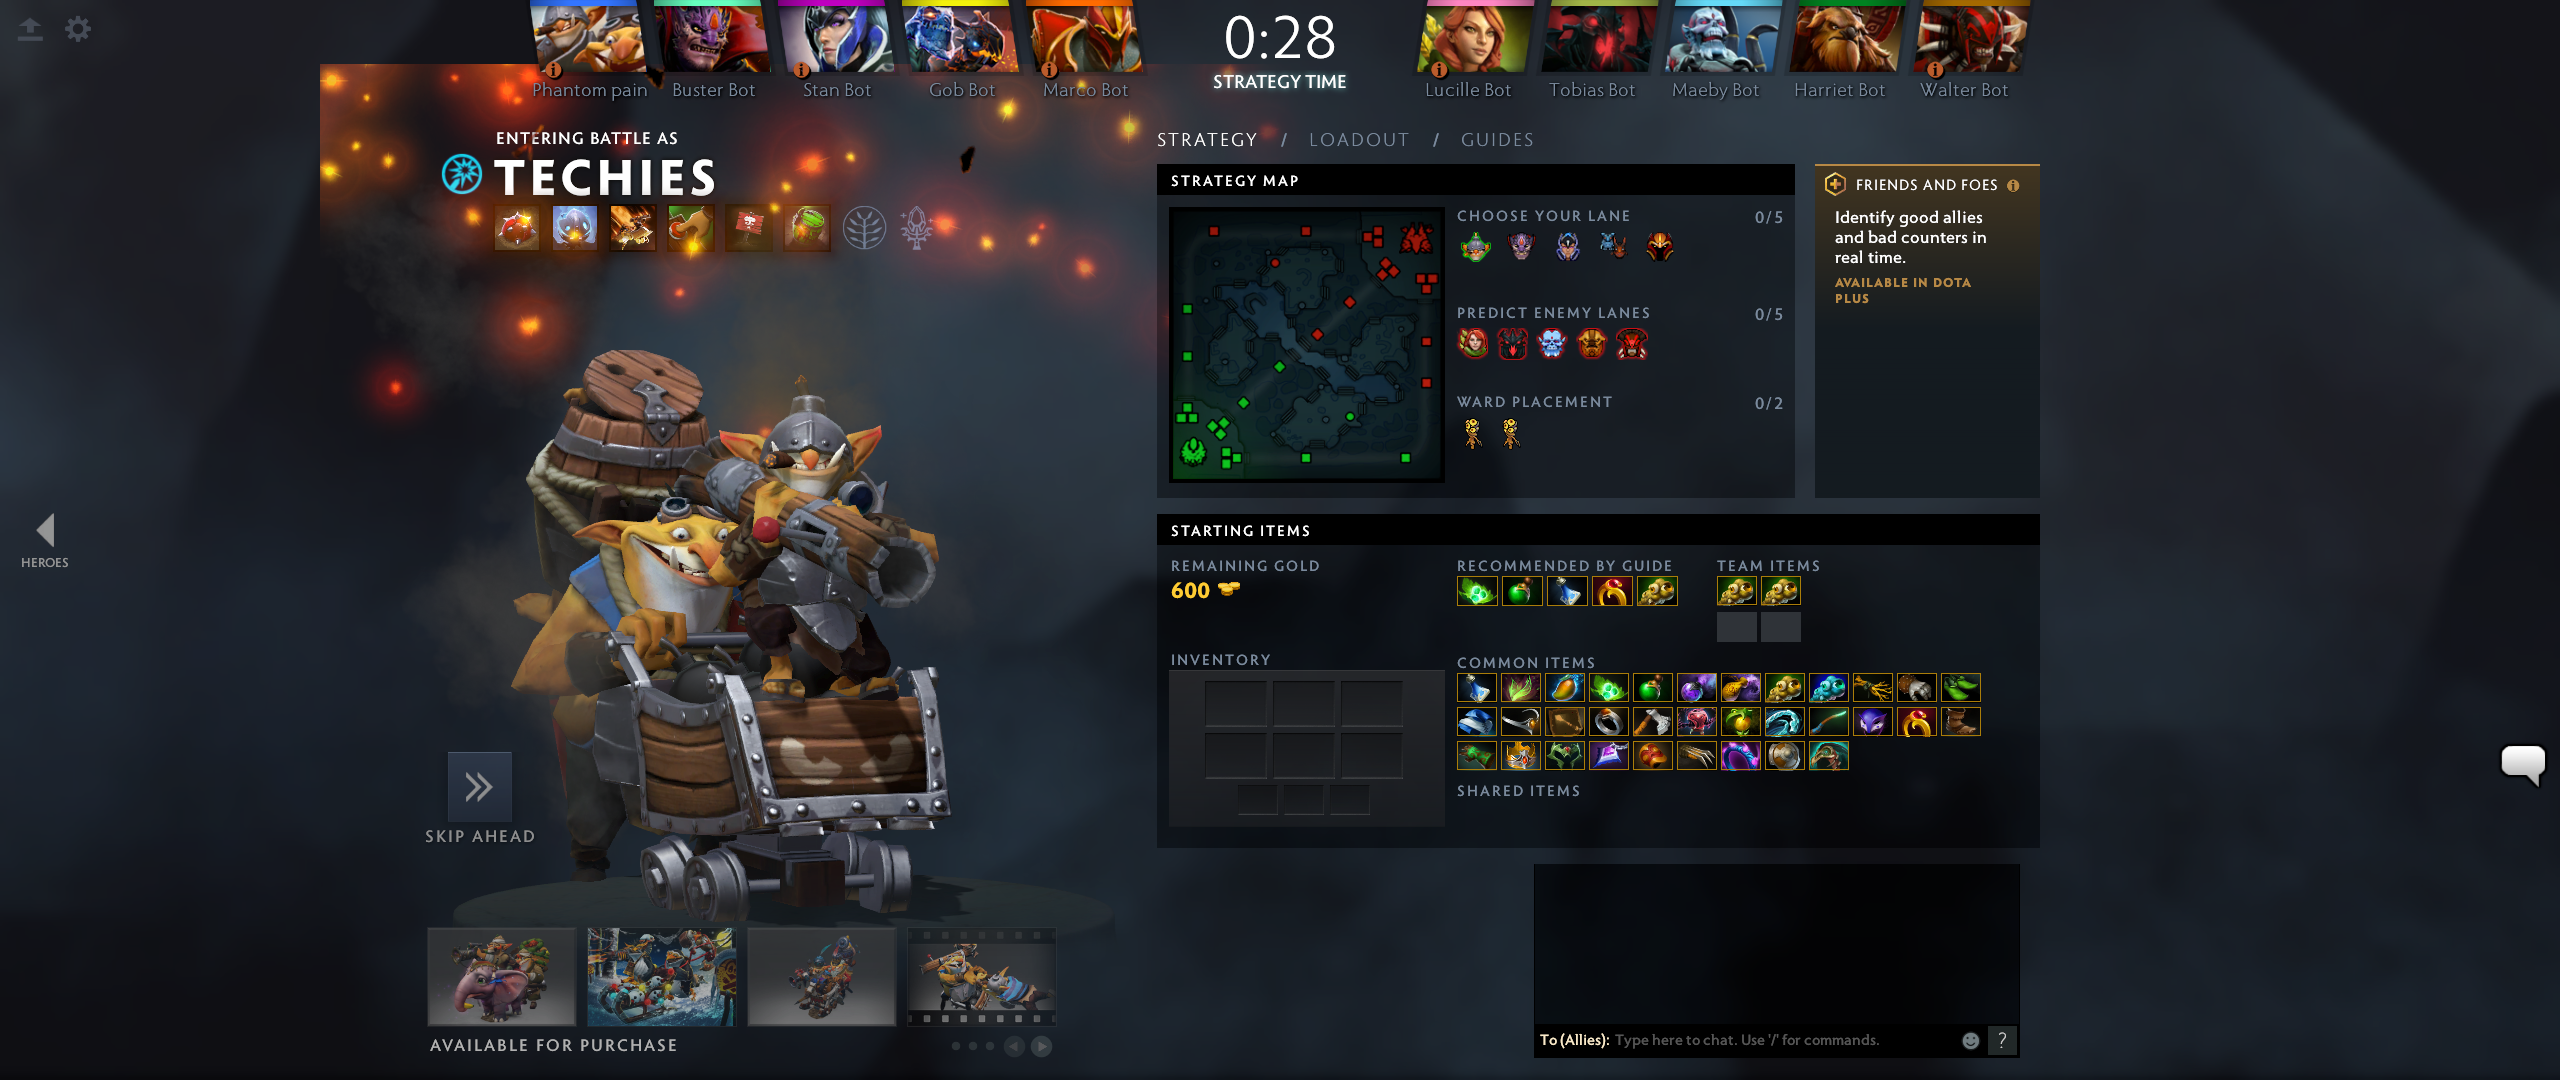 0:28
STRATEGY TIME
Phantom pain
Buster Bot
Stan Bot
Gob Bot
Marco Bot
Lucille Bot
Tobias Bot
Maeby Bot
Harriet Bot
Walter Bot
ENTERING BATTLE AS
TECHIES
STRATEGY / LOADOUT / GUIDES
STRATEGY MAP
CHOOSE YOUR LANE 0/5
PREDICT ENEMY LANES 0/5
WARD PLACEMENT 0/2
FRIENDS AND FOES
Identify good allies
and bad counters in
real time.
AVAILABLE IN DOTA
PLUS
HEROES
STARTING ITEMS
REMAINING GOLD
600
RECOMMENDED BY GUIDE
TEAM ITEMS
INVENTORY
COMMON ITEMS
SHARED ITEMS
SKIP AHEAD
AVAILABLE FOR PURCHASE
To (Allies): Type here to chat. Use '/' for commands.
?